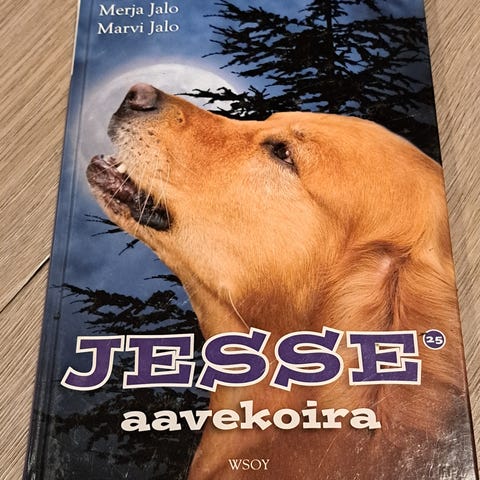 Merja Jalo
Marvi Jalo
JESSE 25
aavekoira
WSOY